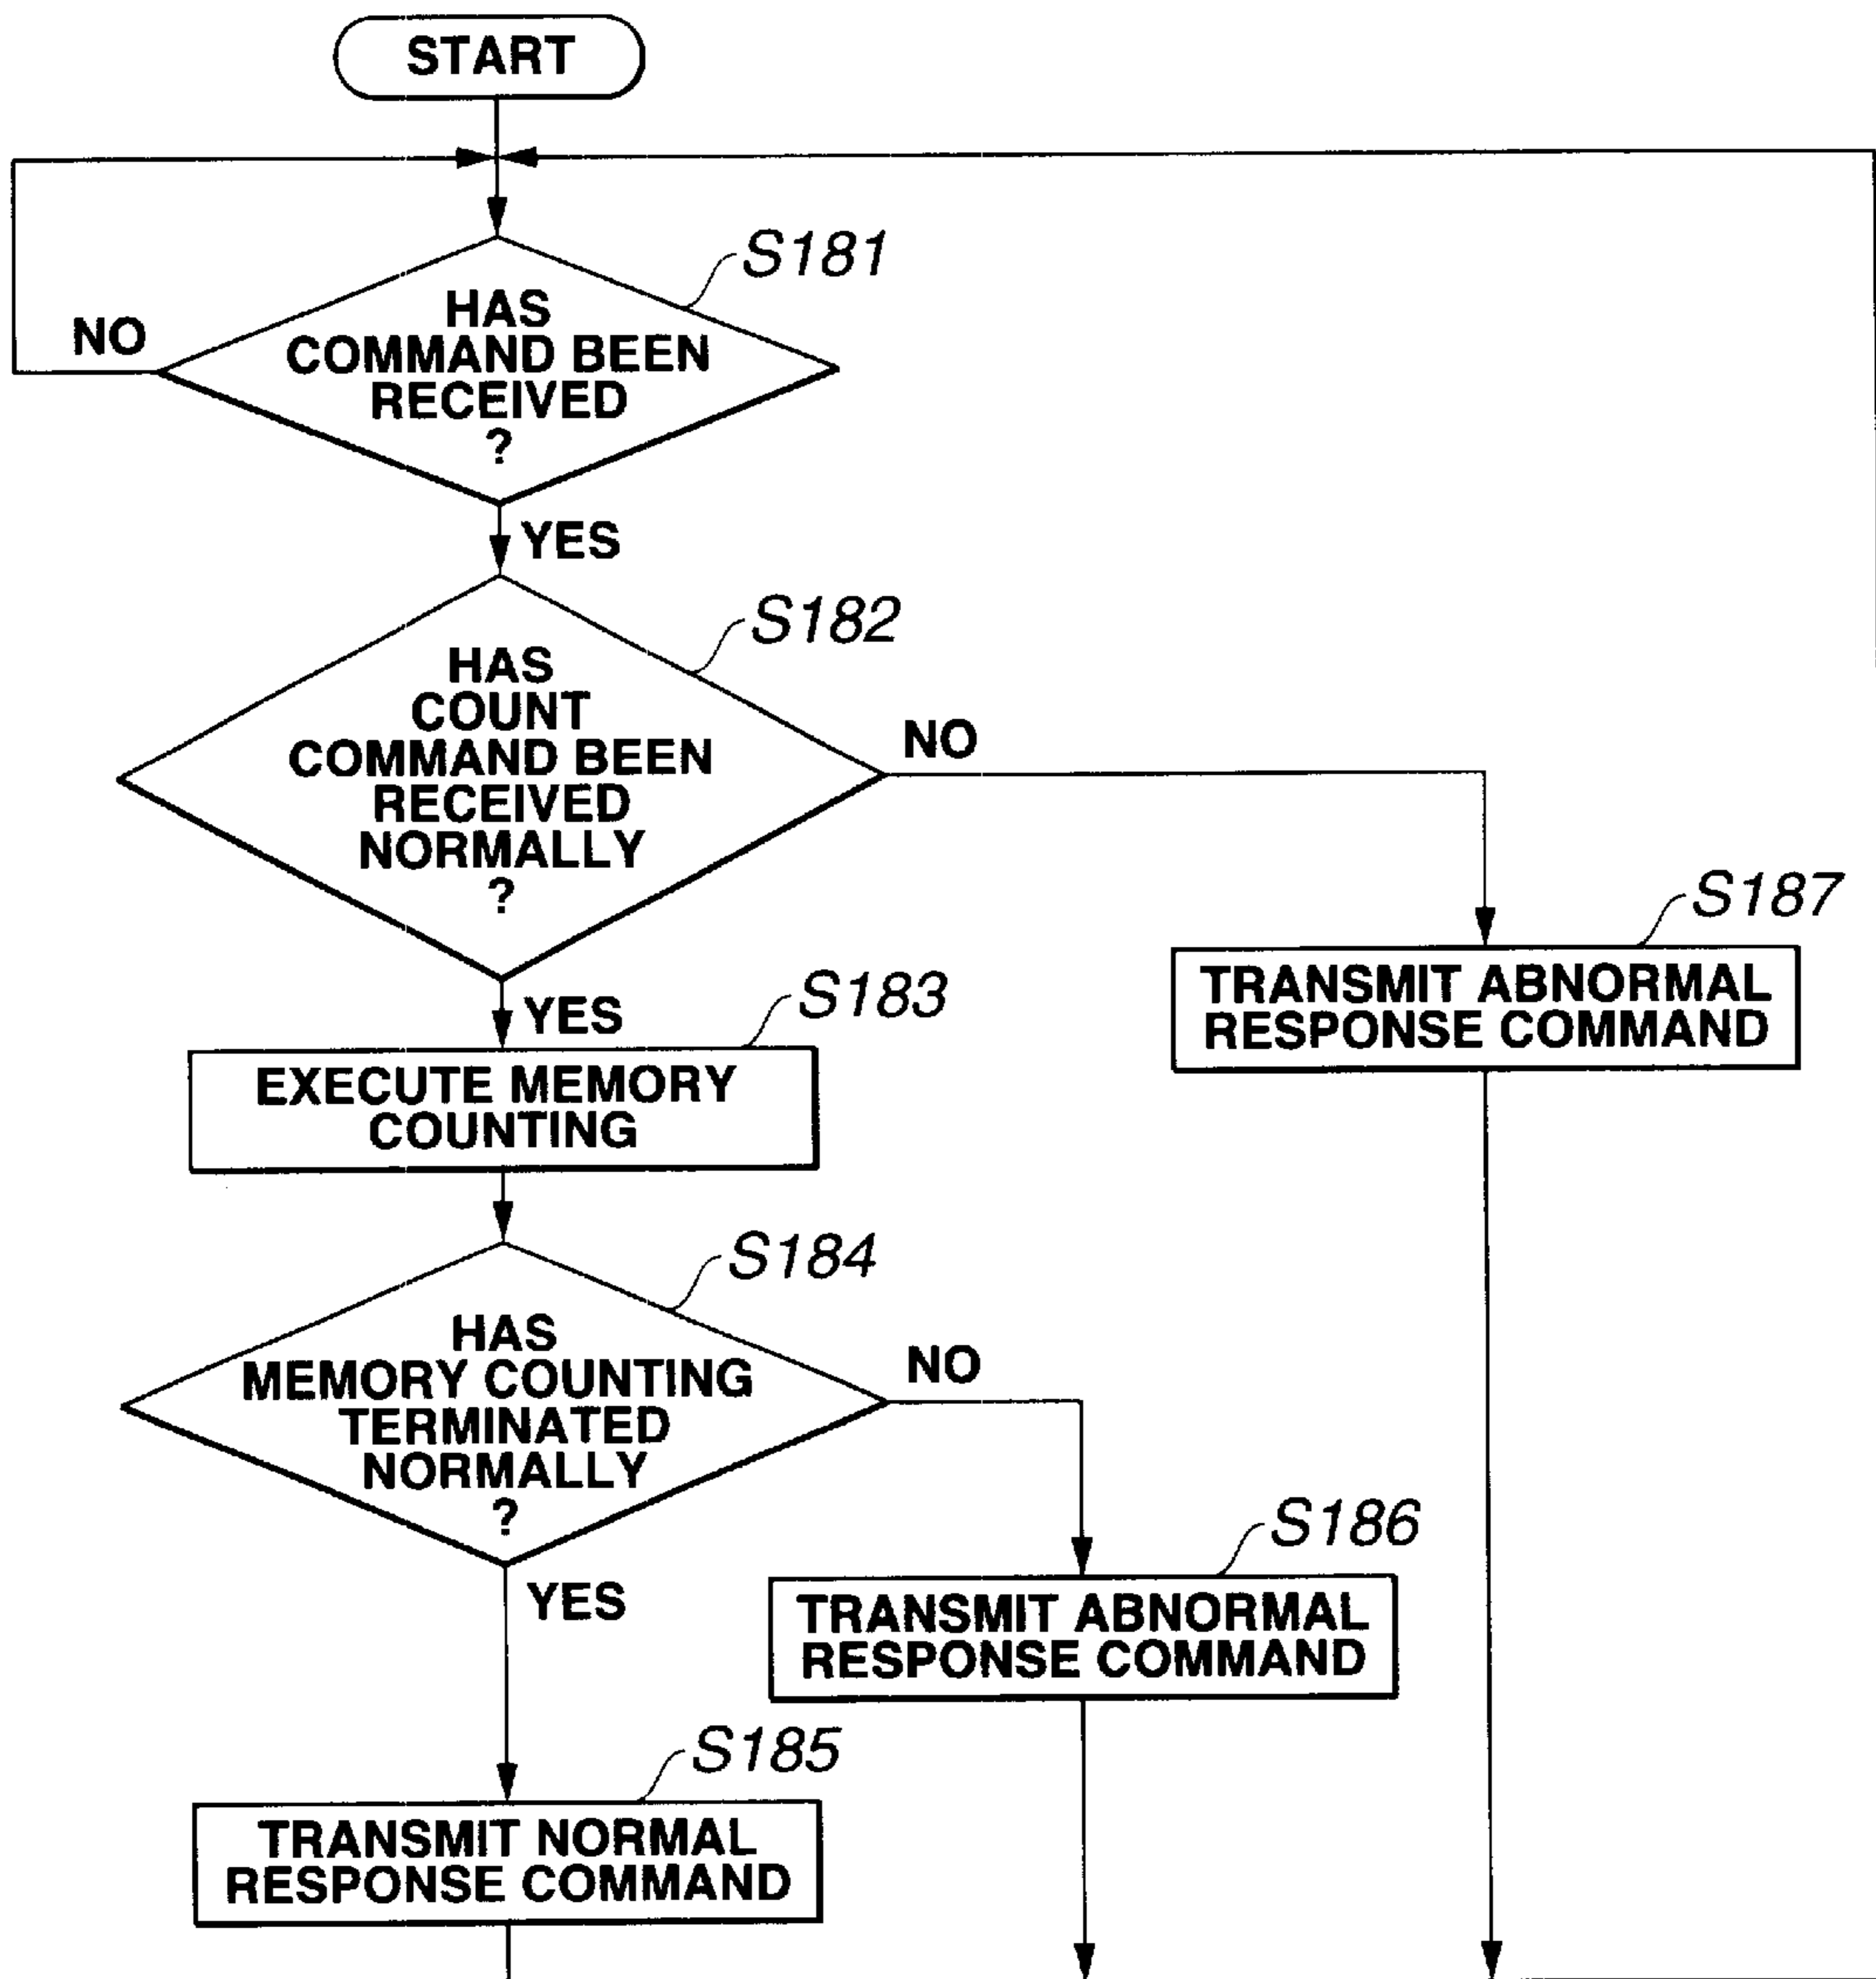 START
S181
HAS
COMMAND BEEN
RECEIVED
?
NO
YES
S182
HAS
COUNT
COMMAND BEEN
RECEIVED
NORMALLY
?
NO
S187
TRANSMIT ABNORMAL
RESPONSE COMMAND
YES
S183
EXECUTE MEMORY
COUNTING
S184
HAS
MEMORY COUNTING
TERMINATED
NORMALLY
?
NO
S186
TRANSMIT ABNORMAL
RESPONSE COMMAND
YES
S185
TRANSMIT NORMAL
RESPONSE COMMAND